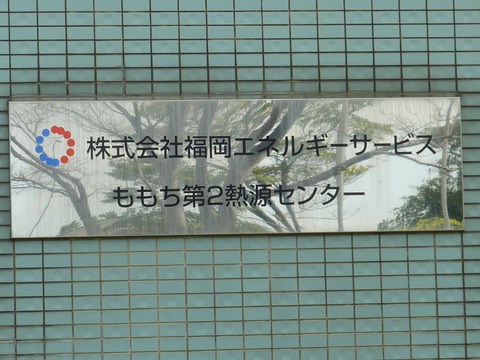 株式会社福岡エネルギーサービス
ももち第2熱源センター